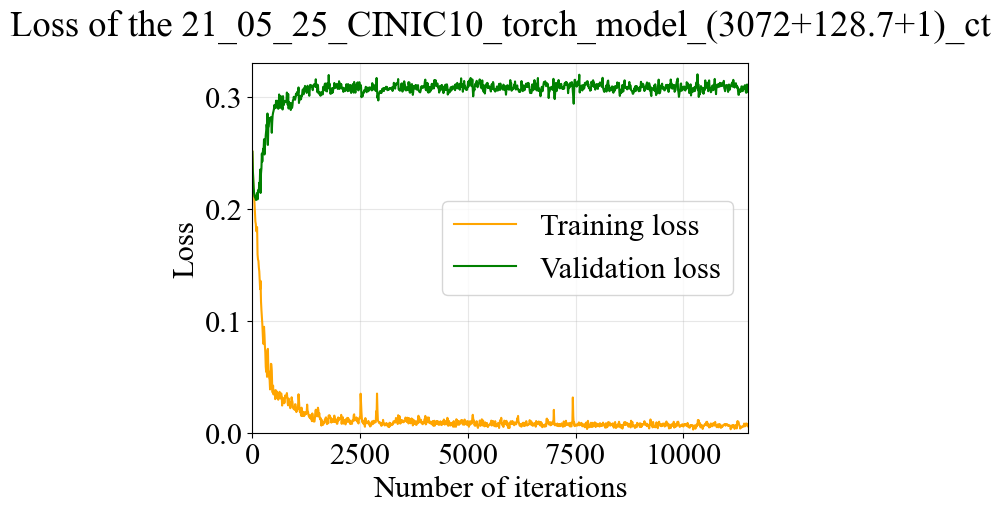 Loss of the 21_05_25_CINIC10_torch_model_(3072+128.7+1)_ct
0.3
0.2
0.1
0.0
Loss
Training loss
Validation loss
0 2500 5000 7500 10000
Number of iterations